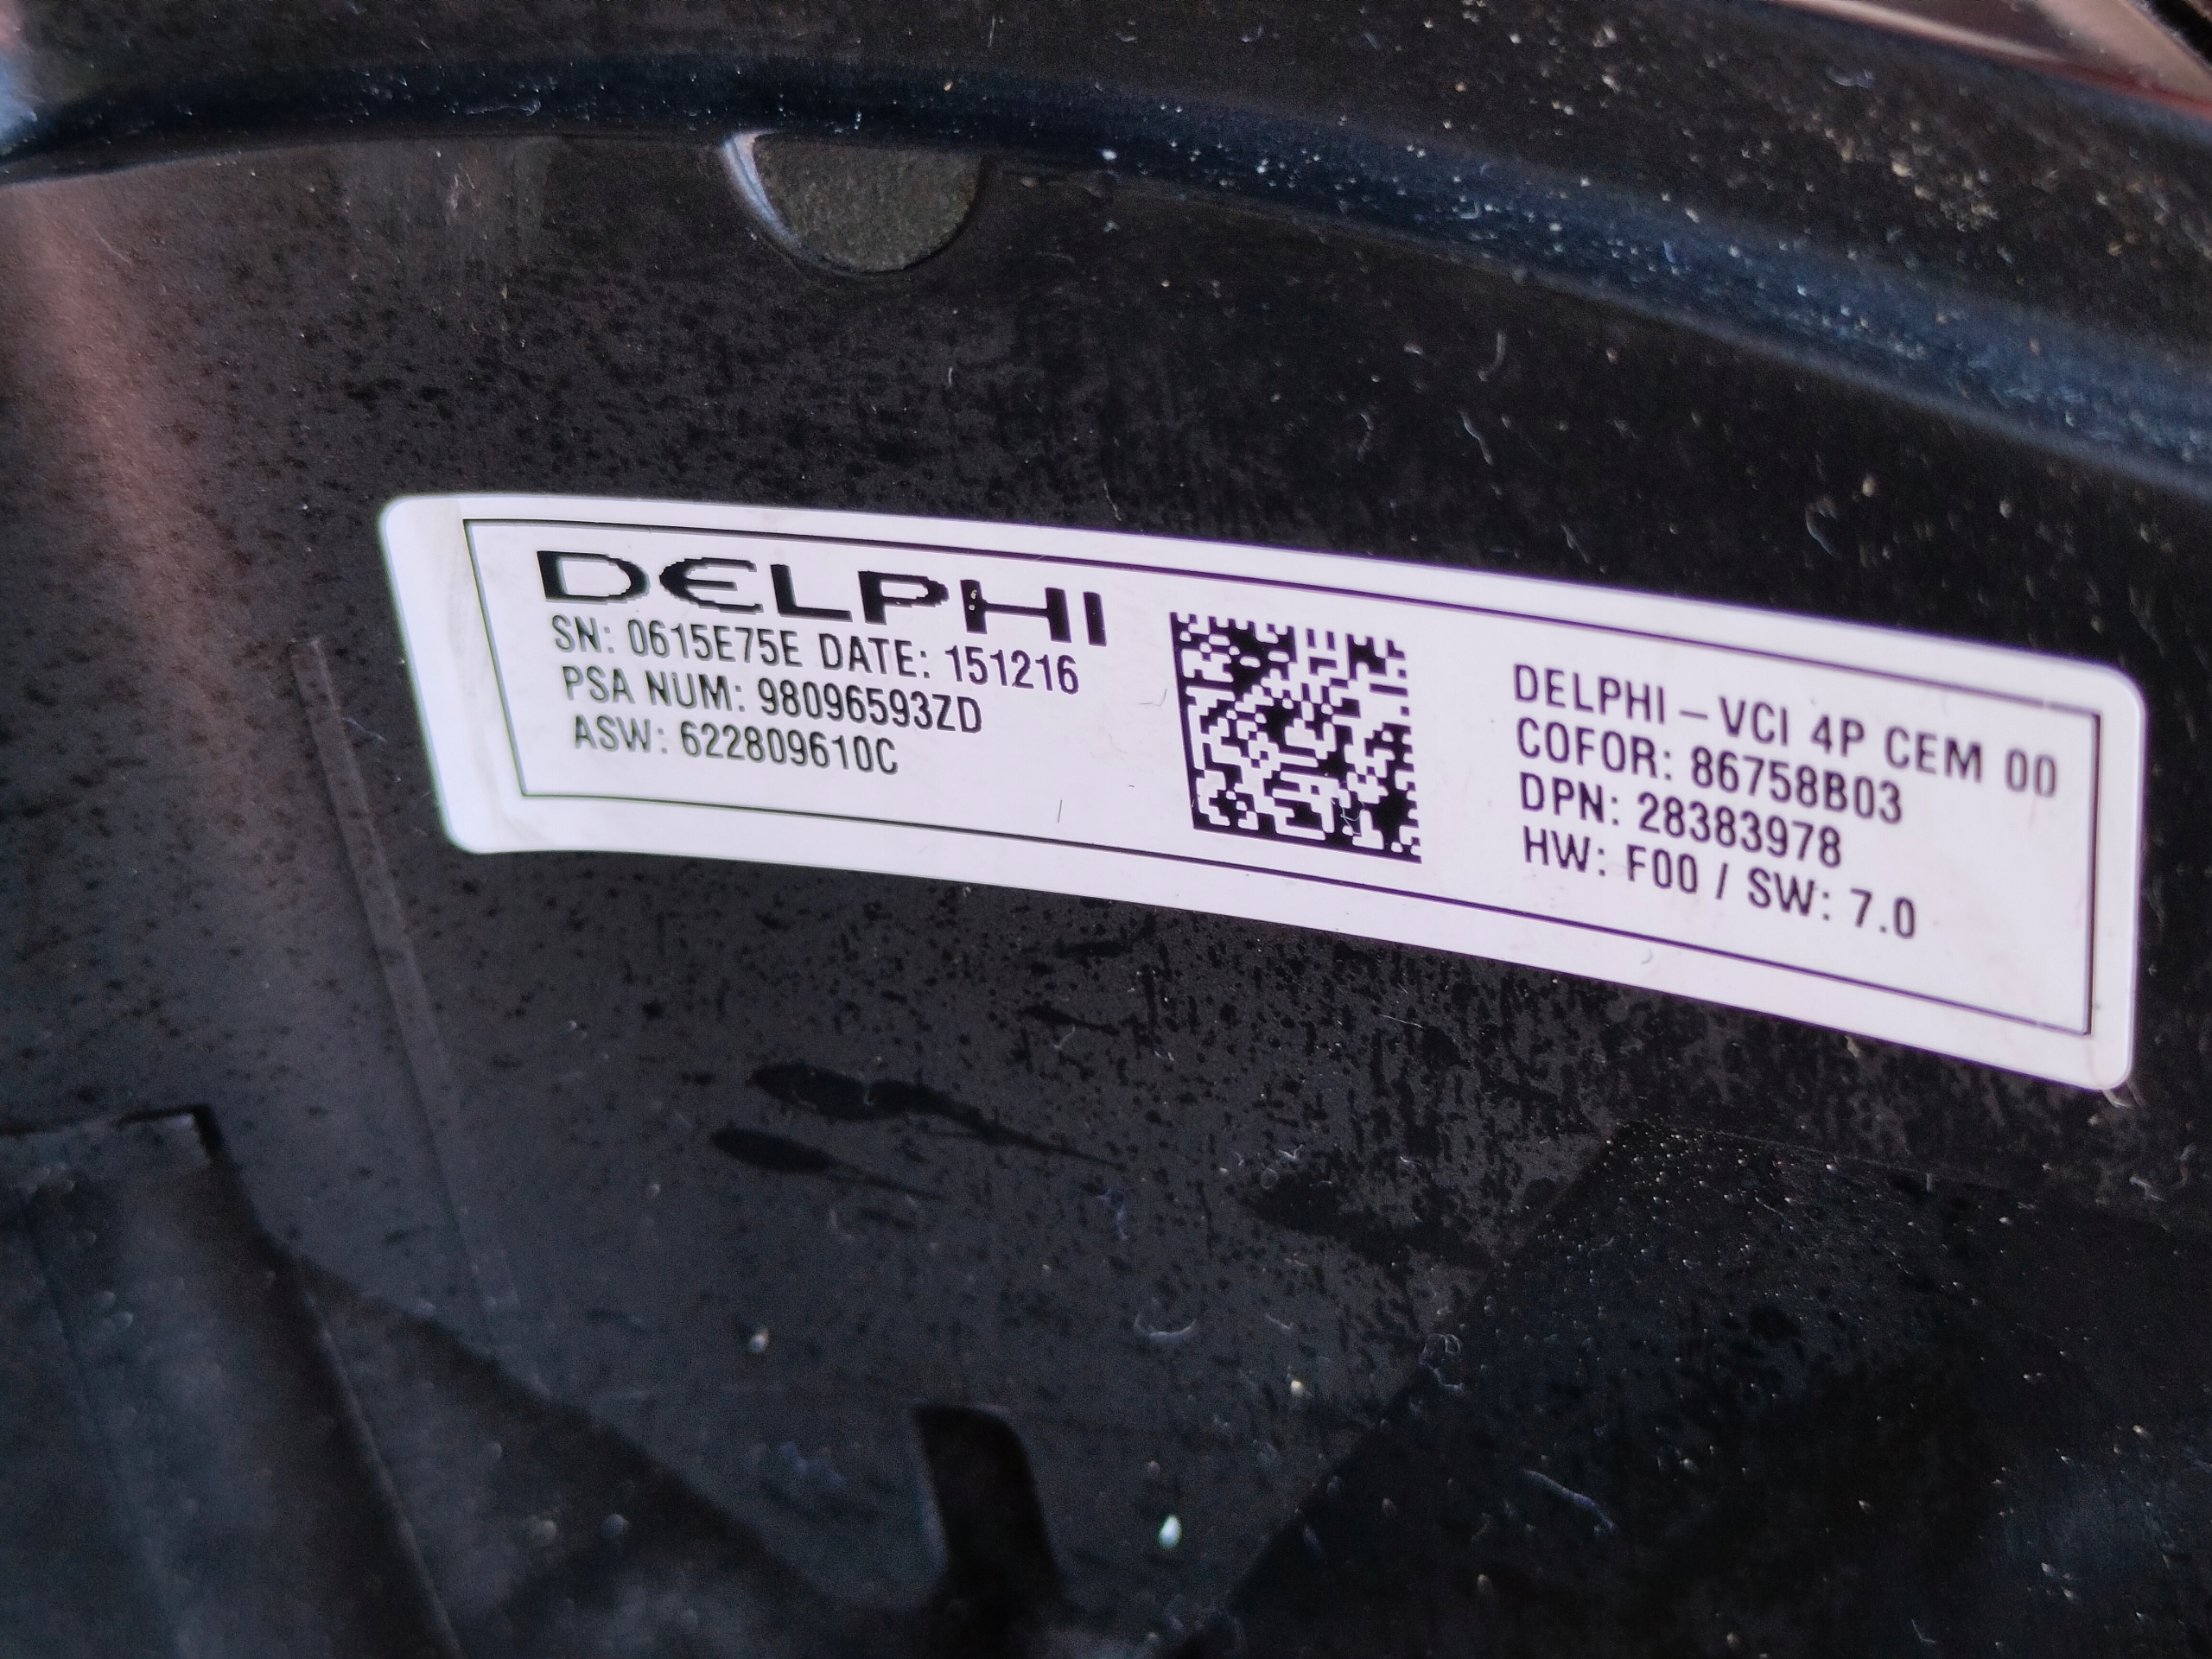 DELPHI
SN: 0615E75E DATE: 151216
PSA NUM: 98096593ZD
ASW: 622809610C
DELPHI – VCI 4P CEM 00
COFOR: 86758B03
DPN: 28383978
HW: F00 / SW: 7.0